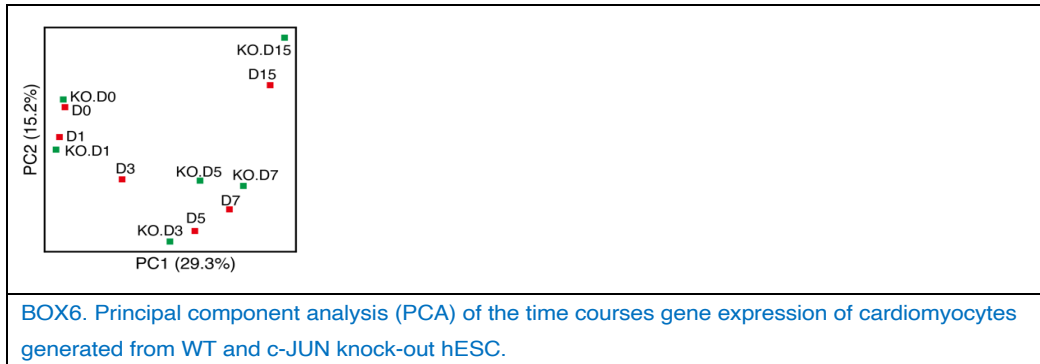 KO.D15
D15
KO.D0
D0
D1
KO.D1
D3
KO.D5
KO.D7
D7
D5
KO.D3
PC2 (15.2%)
PC1 (29.3%)
BOX6. Principal component analysis (PCA) of the time courses gene expression of cardiomyocytes
generated from WT and c-JUN knock-out hESC.